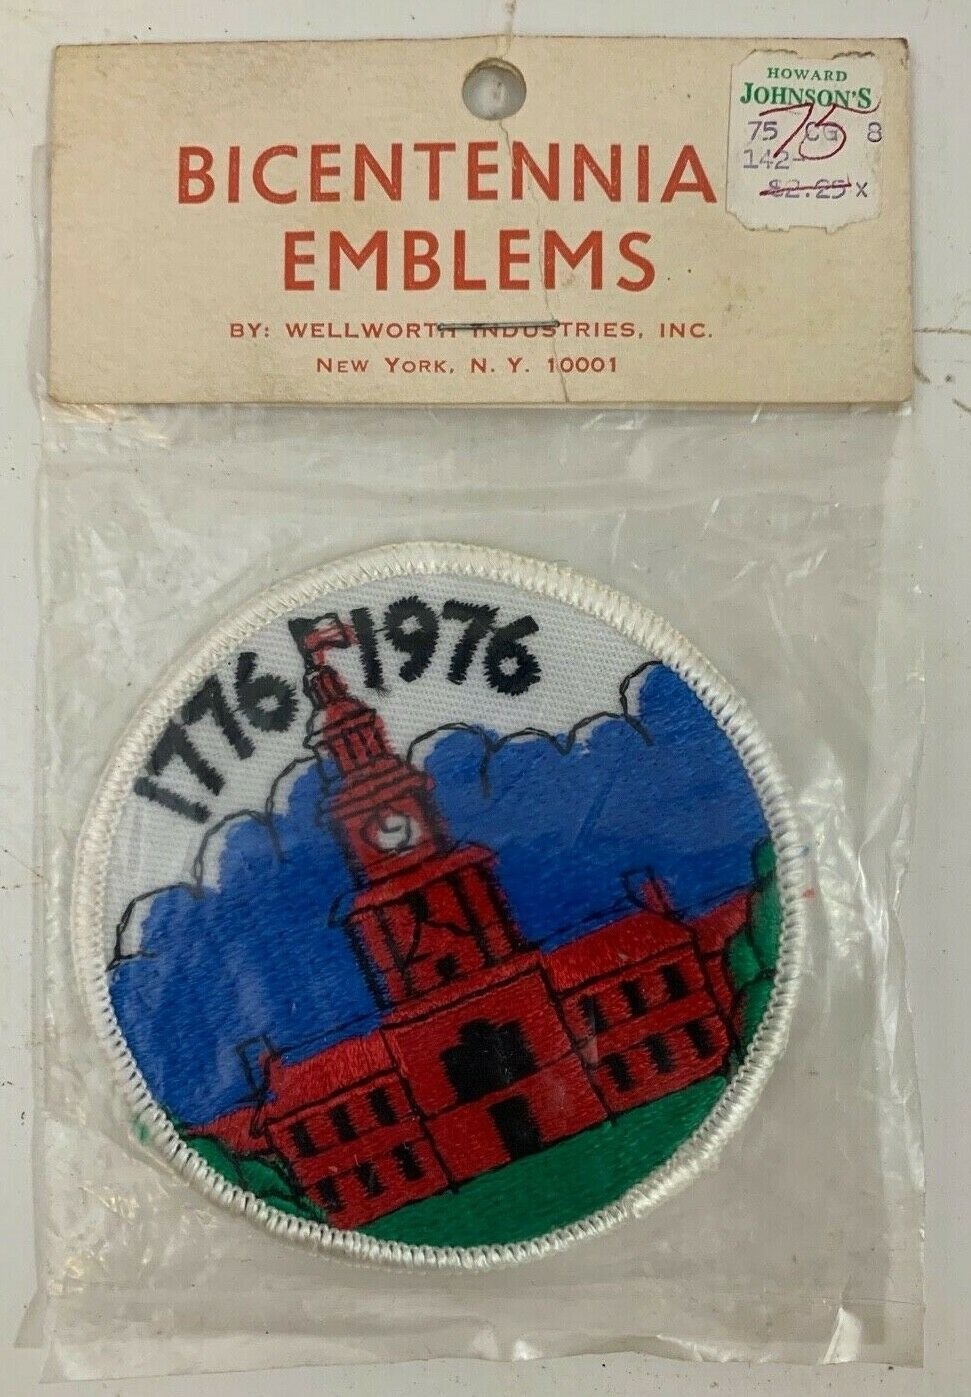 HOWARD
JOHNSON'S
75 CG 8
75
142-
$2.25 X
BICENTENNIA
EMBLEMS
BY: WELLWORTH INDUSTRIES, INC.
NEW YORK, N. Y. 10001
1776 1976